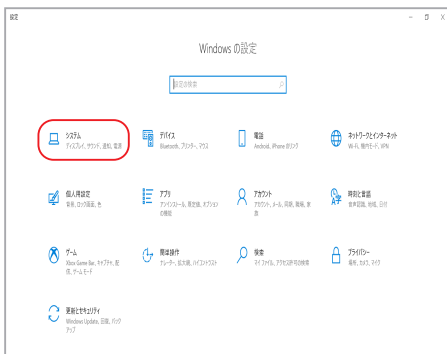 設定
Windows の設定
設定の検索
システム
ディスプレイ、サウンド、通知、電源
デバイス
Bluetooth、プリンター、マウス
電話
Android、iPhone のリンク
ネットワークとインターネット
Wi-Fi、機内モード、VPN
個人用設定
背景、ロック画面、色
アプリ
アンインストール、既定値、オプション
の機能
アカウント
アカウント、メール、同期、職場、家
族
時刻と言語
音声認識、地域、日付
ゲーム
Xbox Game Bar、キャプチャ、配
信、ゲーム モード
簡単操作
ナレーター、拡大鏡、ハイコントラスト
検索
マイ ファイル、アクセス許可の検索
プライバシー
場所、カメラ、マイク
更新とセキュリティ
Windows Update、回復、バック
アップ